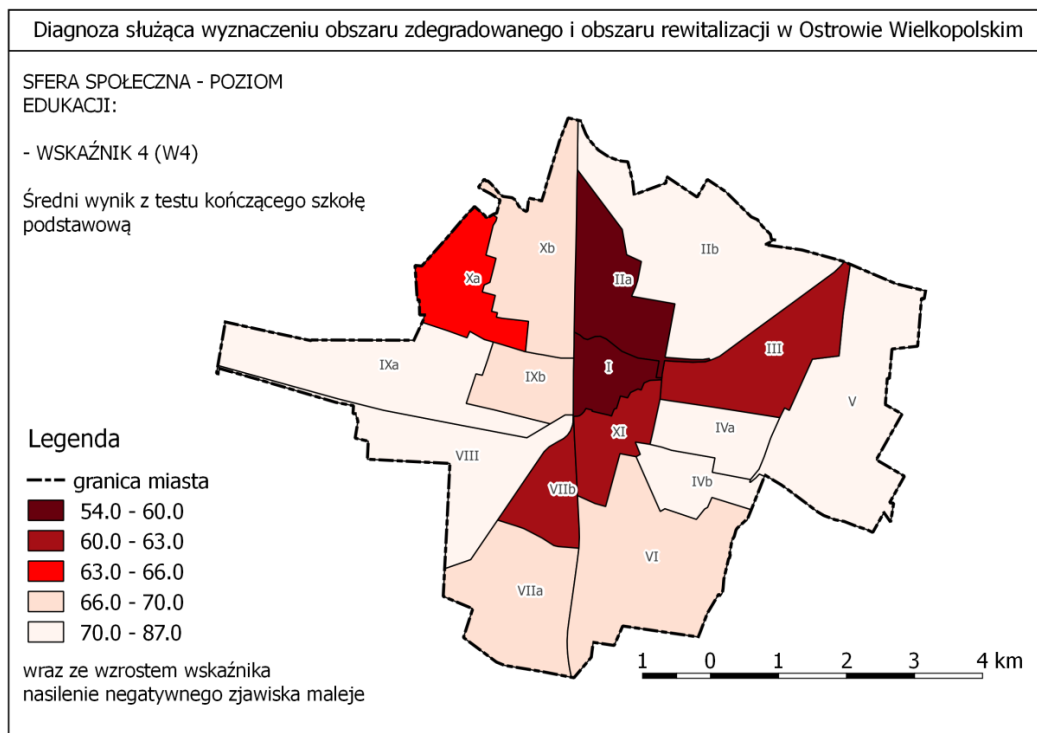 Diagnoza służąca wyznaczeniu obszaru zdegradowanego i obszaru rewitalizacji w Ostrowie Wielkopolskim
SFERA SPOŁECZNA - POZIOM
EDUKACJI:
- WSKAŹNIK 4 (W4)
Średni wynik z testu kończącego szkołę
podstawową
Xb
IIb
Xa
IIa
III
IXa
IXb
I
V
XI
IVa
VIII
VIIb
IVb
VI
VIIa
Legenda
granica miasta
54.0 - 60.0
60.0 - 63.0
63.0 - 66.0
66.0 - 70.0
70.0 - 87.0
wraz ze wzrostem wskaźnika
nasilenie negatywnego zjawiska maleje
1 0 1 2 3 4 km